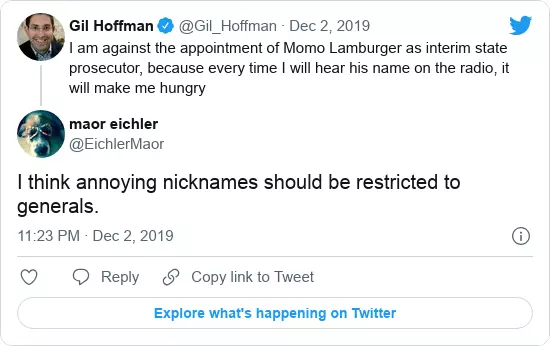 Gil Hoffman @Gil_Hoffman · Dec 2, 2019
I am against the appointment of Momo Lamburger as interim state
prosecutor, because every time I will hear his name on the radio, it
will make me hungry
maor eichler
@EichlerMaor
I think annoying nicknames should be restricted to
generals.
11:23 PM · Dec 2, 2019
Reply
Copy link to Tweet
Explore what's happening on Twitter